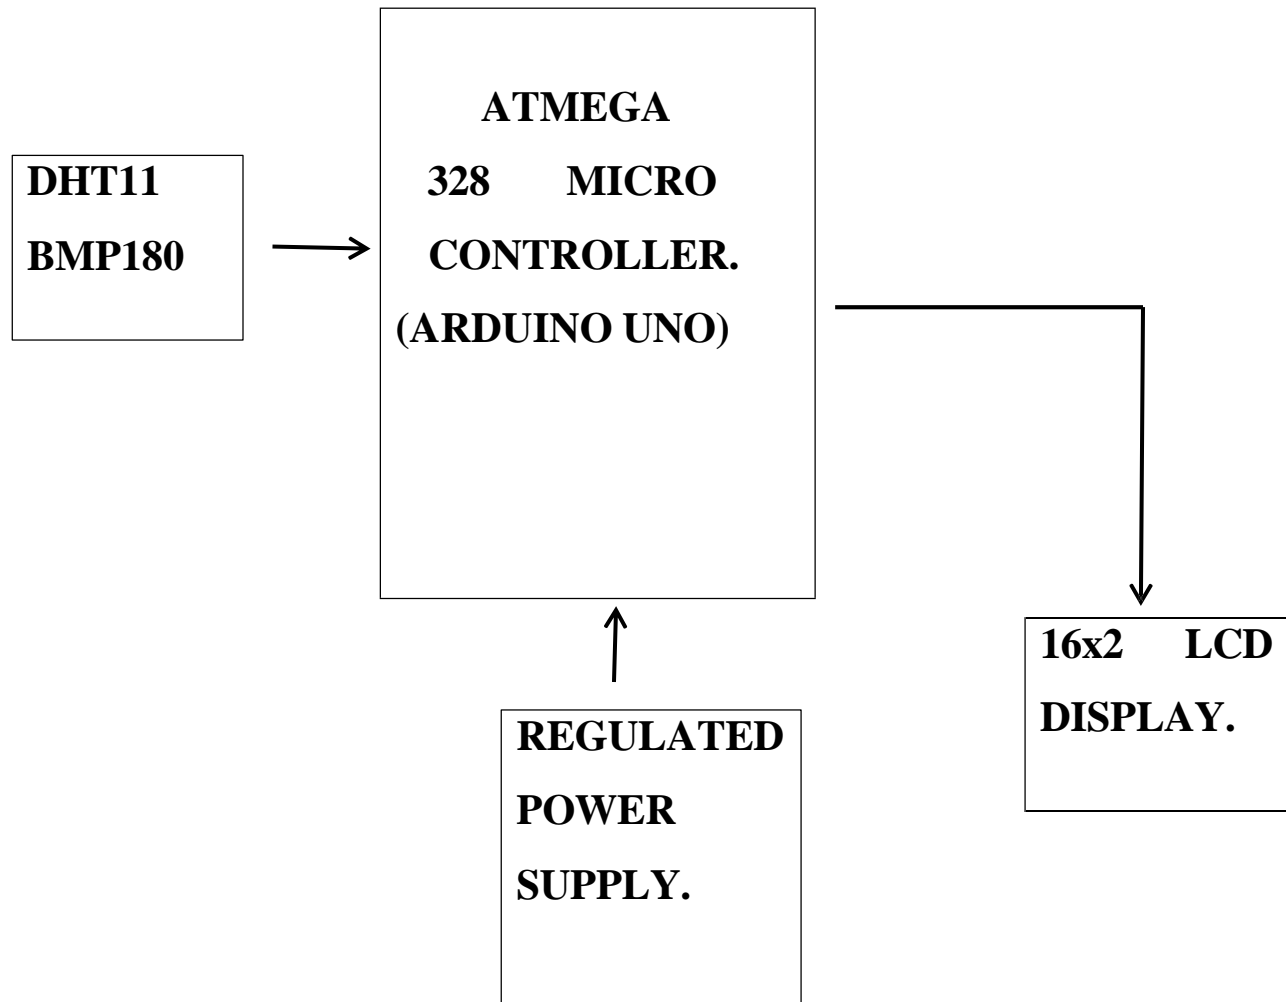 DHT11
BMP180
ATMEGA
328 MICRO
CONTROLLER.
(ARDUINO UNO)
16x2 LCD
DISPLAY.
REGULATED
POWER
SUPPLY.